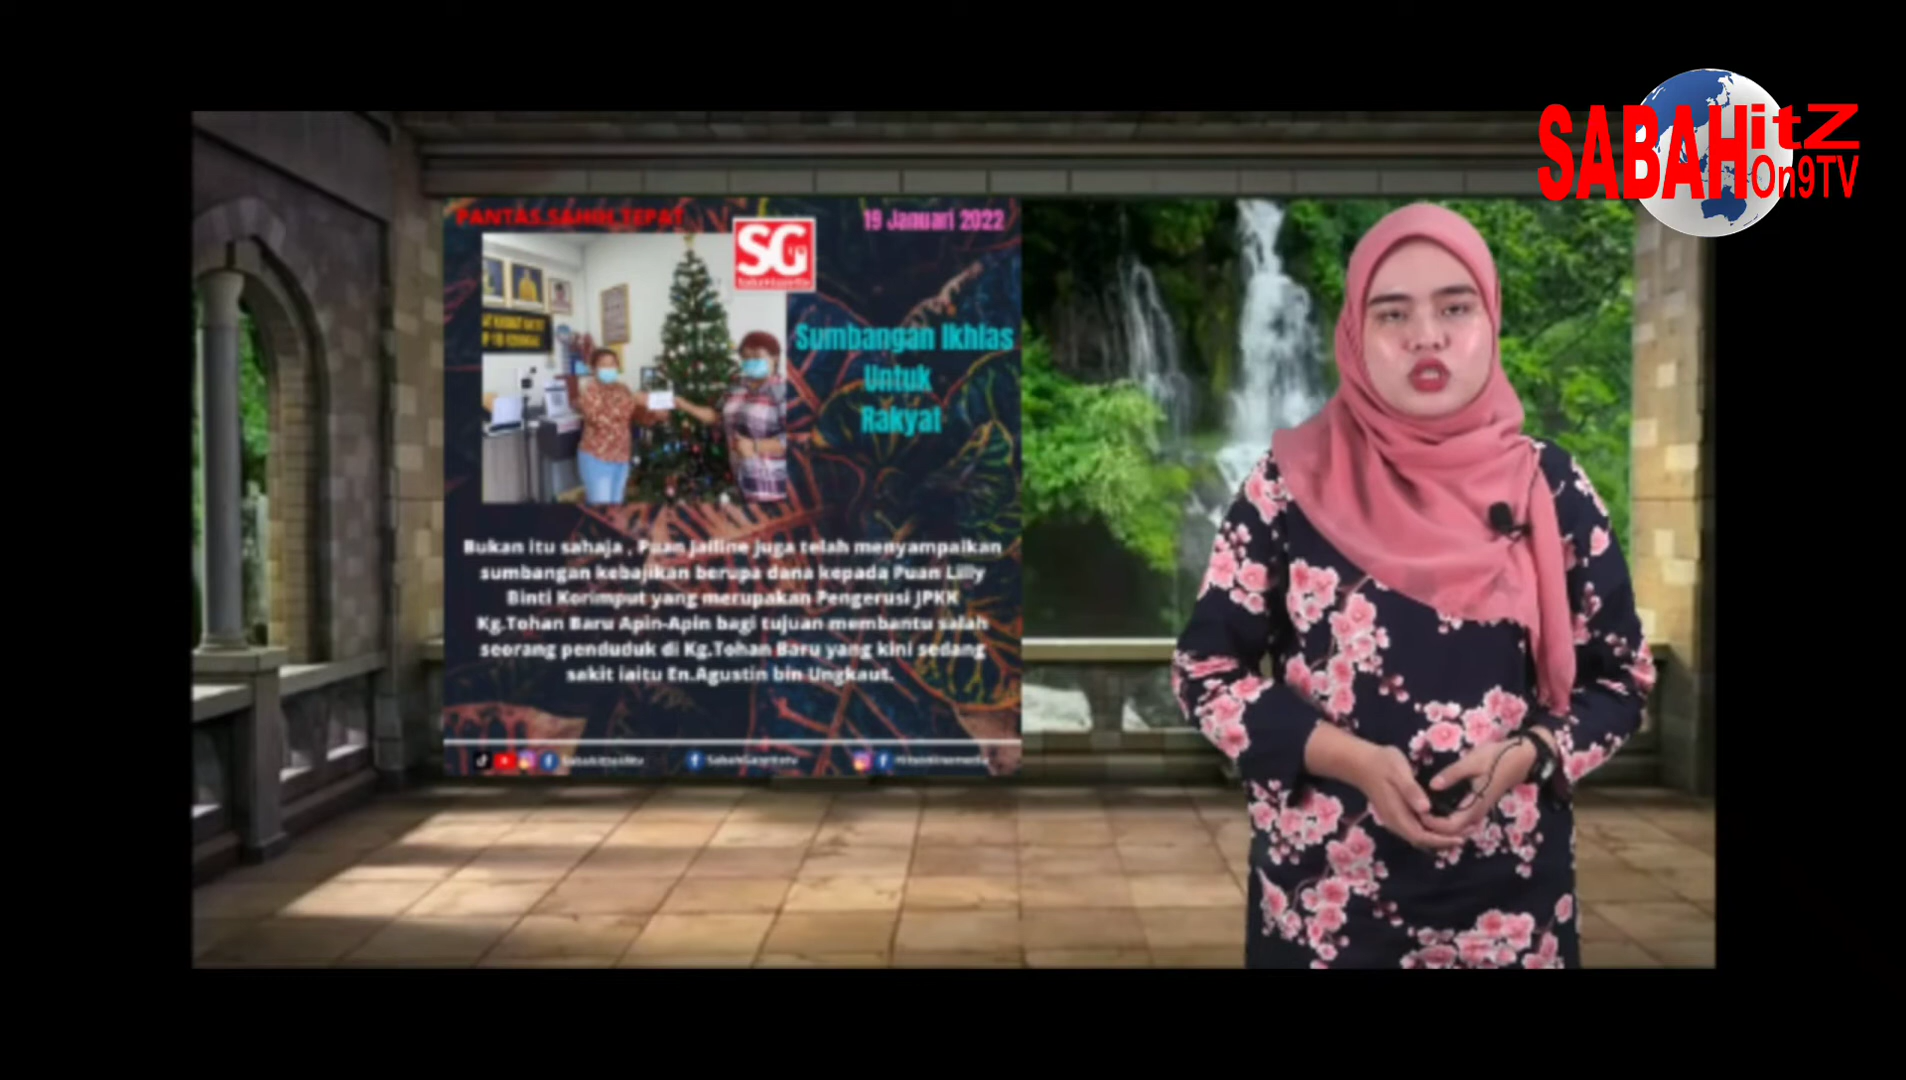 SABAHitZ
On9TV
PANTAS.SAHIH.TEPAT
19 Januari 2022
SG
Sumbangan Ikhlas
Untuk
Rakyat
Bukan itu sahaja , Puan Jailine juga telah menyampaikan
sumbangan kebajikan berupa dana kepada Puan Lilly
Binti Korimput yang merupakan Pengerusi JPKK
Kg.Tohan Baru Apin-Apin bagi tujuan membantu salah
seorang penduduk di Kg.Tohan Baru yang kini sedang
sakit iaitu En.Agustin bin Ungkaut.